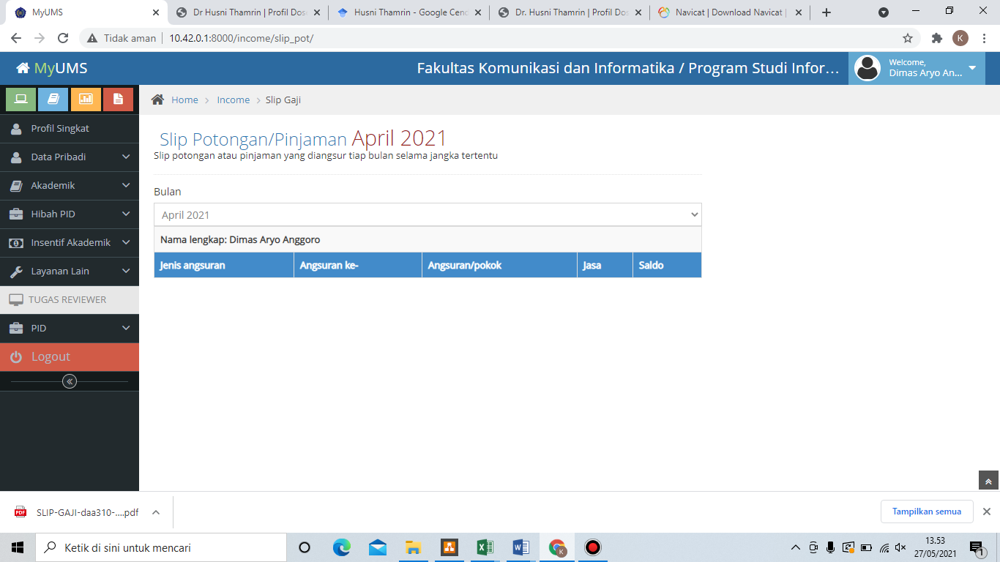 MyUMS
Dr Husni Thamrin | Profil Dos
Husni Thamrin - Google Cend
Dr. Husni Thamrin | Profil Dos
Navicat | Download Navicat |
Tidak aman | 10.42.0.1:8000/income/slip_pot/
K
MyUMS
Fakultas Komunikasi dan Informatika / Program Studi Infor...
Welcome,
Dimas Aryo An...
Home > Income > Slip Gaji
Profil Singkat
Data Pribadi
Akademik
Hibah PID
Insentif Akademik
Layanan Lain
TUGAS REVIEWER
PID
Logout
Slip Potongan/Pinjaman April 2021
Slip potongan atau pinjaman yang diangsur tiap bulan selama jangka tertentu
Bulan
April 2021
Nama lengkap: Dimas Aryo Anggoro
Jenis angsuran Angsuran ke- Angsuran/pokok Jasa Saldo
PDF
SLIP-GAJI-daa310-....pdf
Tampilkan semua
Ketik di sini untuk mencari
K
13.53
27/05/2021
1